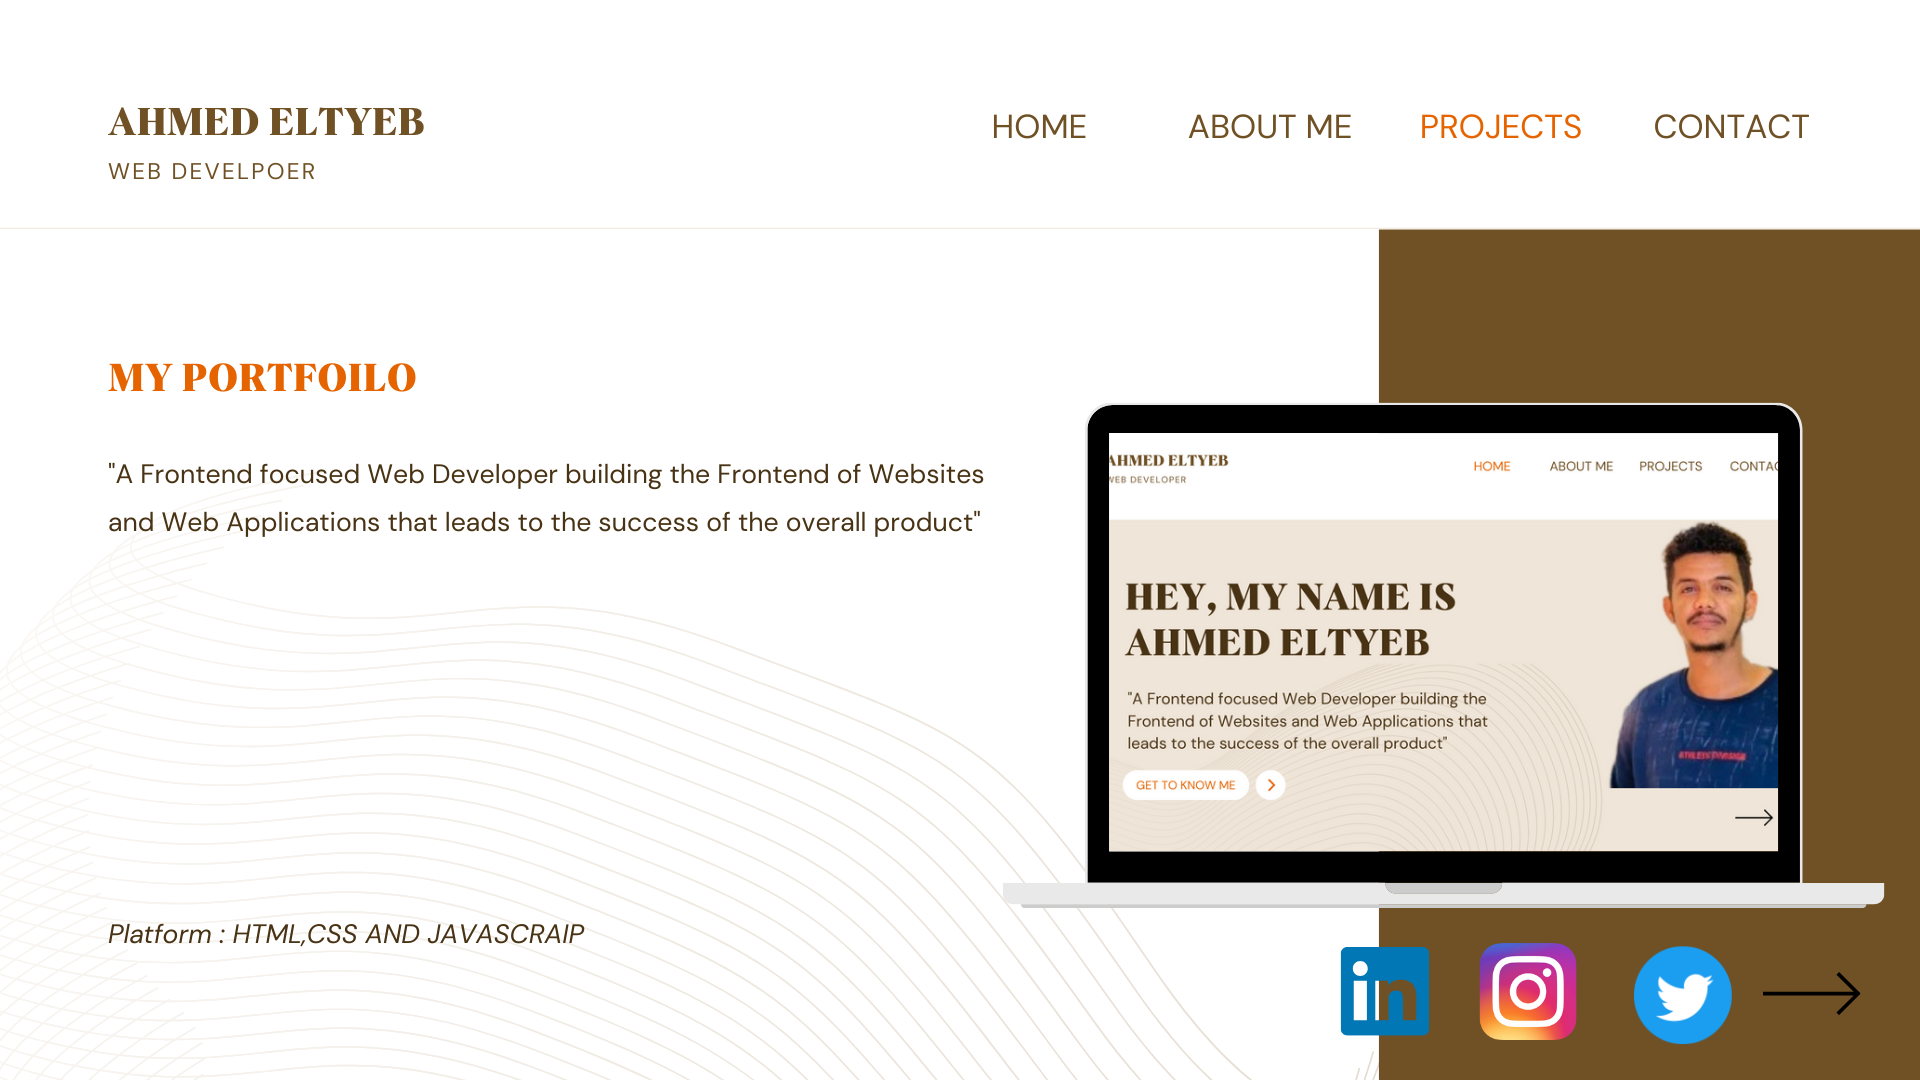 AHMED ELTYEB
WEB DEVELPOER
HOME ABOUT ME PROJECTS CONTACT
MY PORTFOILO
"A Frontend focused Web Developer building the Frontend of Websites
and Web Applications that leads to the success of the overall product"
Platform : HTML,CSS AND JAVASCRAIP
AHMED ELTYEB
WEB DEVELOPER
HOME ABOUT ME PROJECTS CONTAC
HEY, MY NAME IS
AHMED ELTYEB
"A Frontend focused Web Developer building the
Frontend of Websites and Web Applications that
leads to the success of the overall product"
GET TO KNOW ME
in